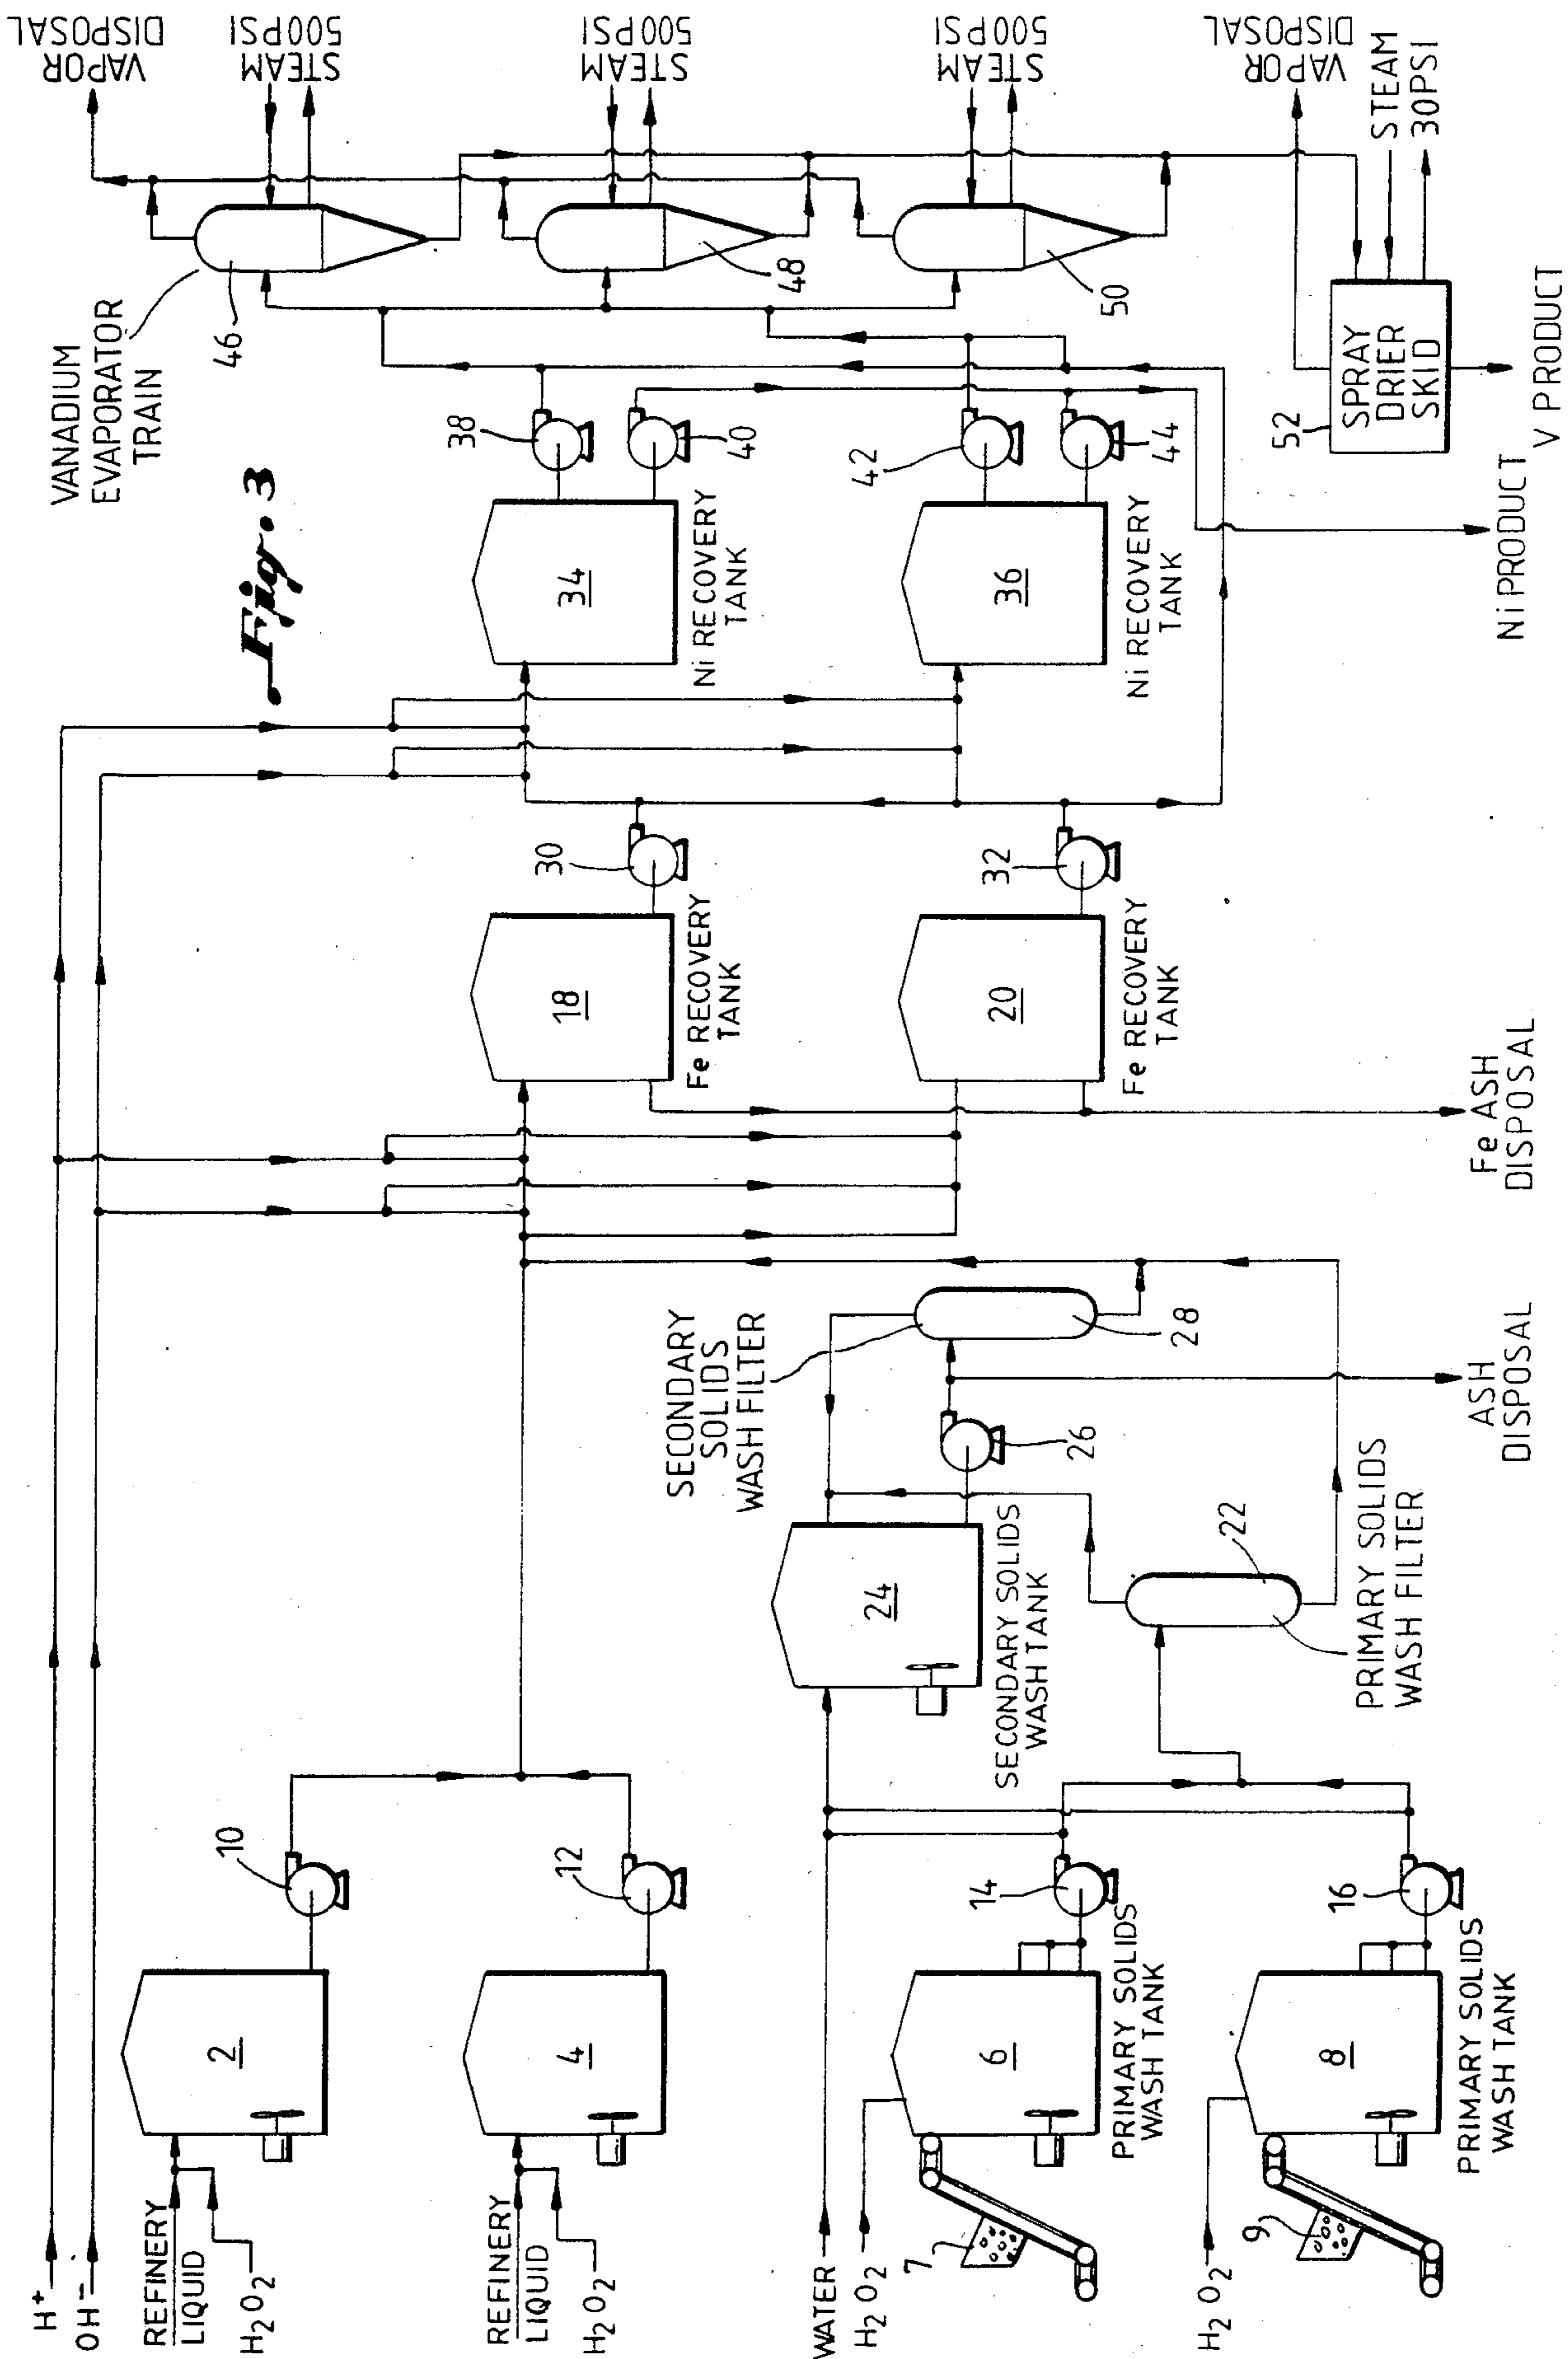 Fig. 3
H+
OH-
REFINERY
LIQUID
H2O2
REFINERY
LIQUID
H2O2
WATER
H2O2
7
H2O2
9
2
4
6
PRIMARY SOLIDS
WASH TANK
8
PRIMARY SOLIDS
WASH TANK
10
12
14
16
24
SECONDARY SOLIDS
WASH TANK
22
PRIMARY SOLIDS
WASH FILTER
26
SECONDARY
SOLIDS
WASH FILTER
28
ASH
DISPOSAL
18
Fe RECOVERY
TANK
20
Fe RECOVERY
TANK
Fe ASH
DISPOSAL
30
32
34
Ni RECOVERY
TANK
36
Ni RECOVERY
TANK
38
40
42
44
Ni PRODUCT
VANADIUM
EVAPORATOR
TRAIN
46
48
50
52
SPRAY
DRIER
SKID
V PRODUCT
VAPOR
DISPOSAL
STEAM
500PSI
STEAM
500PSI
STEAM
500PSI
VAPOR
DISPOSAL
STEAM
30PSI